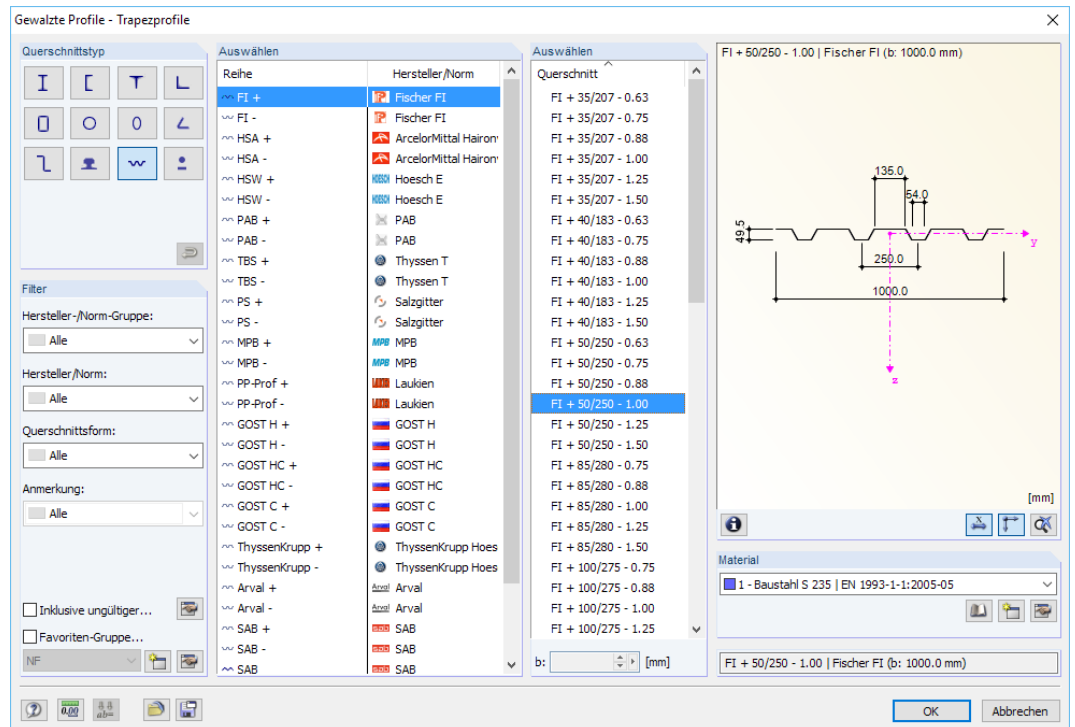 Gewalzte Profile - Trapezprofile
Querschnittstyp
Filter
Hersteller-/Norm-Gruppe:
Alle
Hersteller/Norm:
Alle
Querschnittsform:
Alle
Anmerkung:
Alle
Inklusive ungültiger...
Favoriten-Gruppe...
NF
Auswählen
Reihe Hersteller/Norm
FI + Fischer FI
FI - Fischer FI
HSA + ArcelorMittal Hairon
HSA - ArcelorMittal Hairon
HSW + HOESCH Hoesch E
HSW - HOESCH Hoesch E
PAB + PAB
PAB - PAB
TBS + Thyssen T
TBS - Thyssen T
PS + Salzgitter
PS - Salzgitter
MPB + MPB MPB
MPB - MPB MPB
PP-Prof + Laukien
PP-Prof - Laukien
GOST H + GOST H
GOST H - GOST H
GOST HC + GOST HC
GOST HC - GOST HC
GOST C + GOST C
GOST C - GOST C
ThyssenKrupp + ThyssenKrupp Hoes
ThyssenKrupp - ThyssenKrupp Hoes
Arval + Arval Arval
Arval - Arval Arval
SAB + sab SAB
SAB - sab SAB
SAB sab SAB
Auswählen
Querschnitt
FI + 35/207 - 0.63
FI + 35/207 - 0.75
FI + 35/207 - 0.88
FI + 35/207 - 1.00
FI + 35/207 - 1.25
FI + 35/207 - 1.50
FI + 40/183 - 0.63
FI + 40/183 - 0.75
FI + 40/183 - 0.88
FI + 40/183 - 1.00
FI + 40/183 - 1.25
FI + 40/183 - 1.50
FI + 50/250 - 0.63
FI + 50/250 - 0.75
FI + 50/250 - 0.88
FI + 50/250 - 1.00
FI + 50/250 - 1.25
FI + 50/250 - 1.50
FI + 85/280 - 0.75
FI + 85/280 - 0.88
FI + 85/280 - 1.00
FI + 85/280 - 1.25
FI + 85/280 - 1.50
FI + 100/275 - 0.75
FI + 100/275 - 0.88
FI + 100/275 - 1.00
FI + 100/275 - 1.25
b: [mm]
FI + 50/250 - 1.00 | Fischer FI (b: 1000.0 mm)
135.0
54.0
49.5
y
250.0
1000.0
z
[mm]
Material
1 - Baustahl S 235 | EN 1993-1-1:2005-05
FI + 50/250 - 1.00 | Fischer FI (b: 1000.0 mm)
0.00
OK Abbrechen